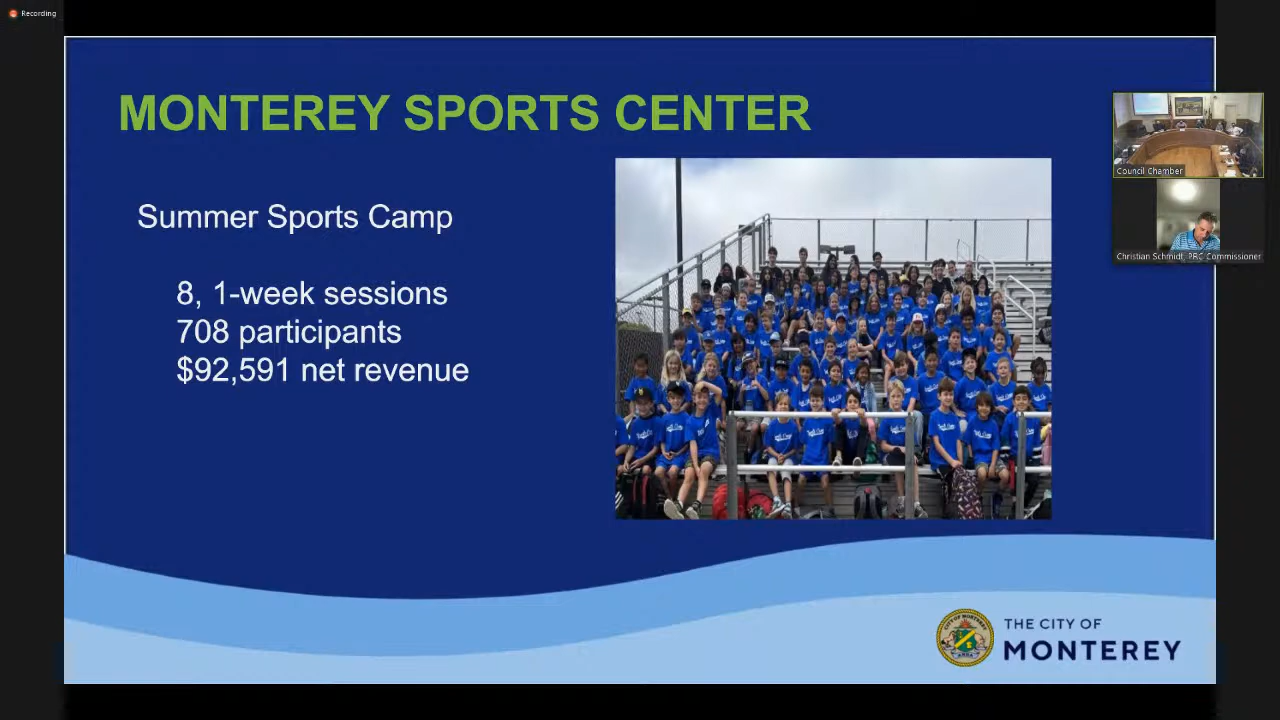 Recording
MONTEREY SPORTS CENTER
Summer Sports Camp
8, 1-week sessions
708 participants
$92,591 net revenue
Council Chamber
Christian Schmidt, PRC Commissioner
THE CITY OF
MONTEREY